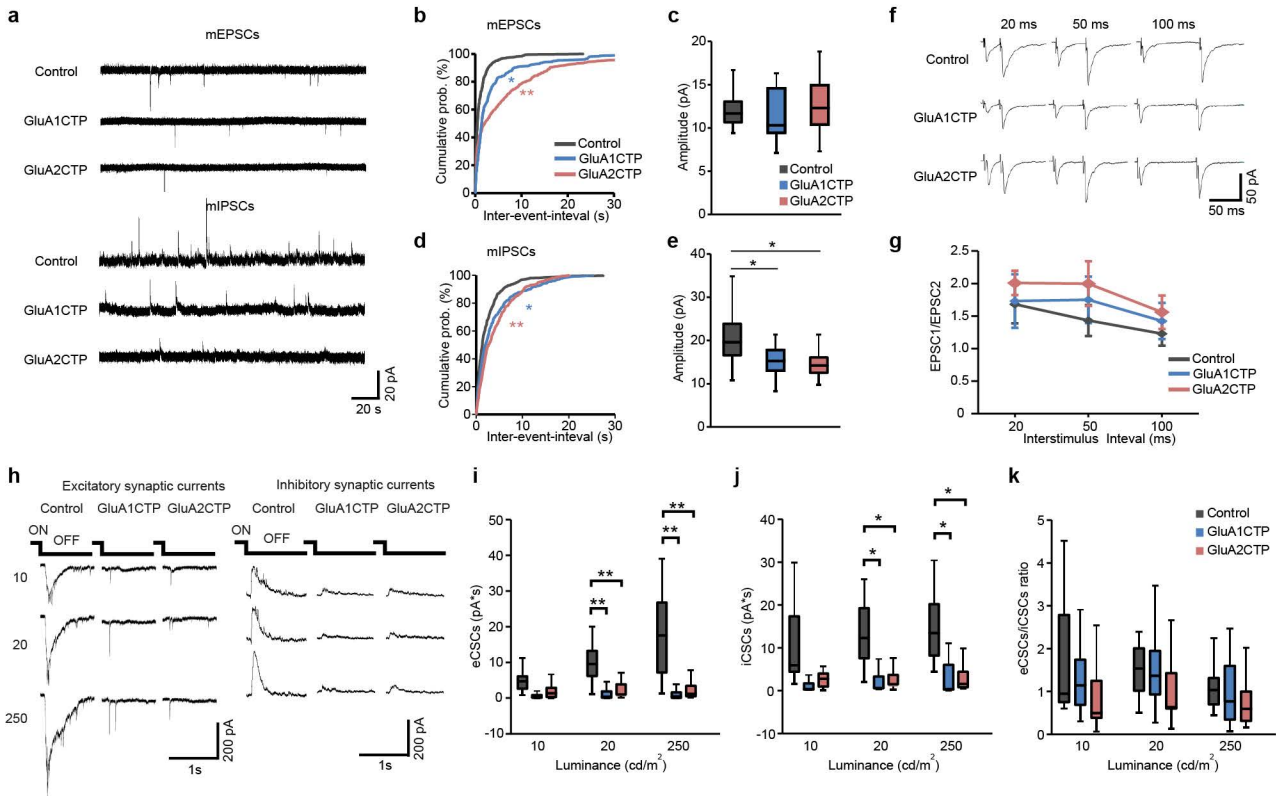 a
mEPSCs
Control
GluA1CTP
GluA2CTP
mIPSCs
Control
GluA1CTP
GluA2CTP
20 s
20 pA
b
mEPSCs
Cumulative prob. (%)
100
80
60
40
20
0
*
**
Control
GluA1CTP
GluA2CTP
0 10 20 30
Inter-event-inteval (s)
c
Amplitude (pA)
20
15
10
5
0
Control
GluA1CTP
GluA2CTP
d
mIPSCs
Cumulative prob. (%)
100
80
60
40
20
0
*
**
0 10 20 30
Inter-event-inteval (s)
e
Amplitude (pA)
40
30
20
10
0
*
*
f
20 ms 50 ms 100 ms
Control
GluA1CTP
GluA2CTP
50 ms
50 pA
g
EPSC1/EPSC2
2.5
2.0
1.5
1.0
0.5
0
Control
GluA1CTP
GluA2CTP
20 50 100
Interstimulus Inteval (ms)
h
Excitatory synaptic currents
Control GluA1CTP GluA2CTP
ON
OFF
10
20
250
1s
200 pA
Inhibitory synaptic currents
Control GluA1CTP GluA2CTP
ON
OFF
1s
200 pA
i
eCSCs (pA*s)
50
40
30
20
10
0
-10
**
**
**
**
10 20 250
Luminance (cd/m²)
j
iCSCs (pA*s)
40
30
20
10
0
-10
*
*
*
*
10 20 250
Luminance (cd/m²)
k
eCSCs/iCSCs ratio
5
4
3
2
1
0
Control
GluA1CTP
GluA2CTP
10 20 250
Luminance (cd/m²)